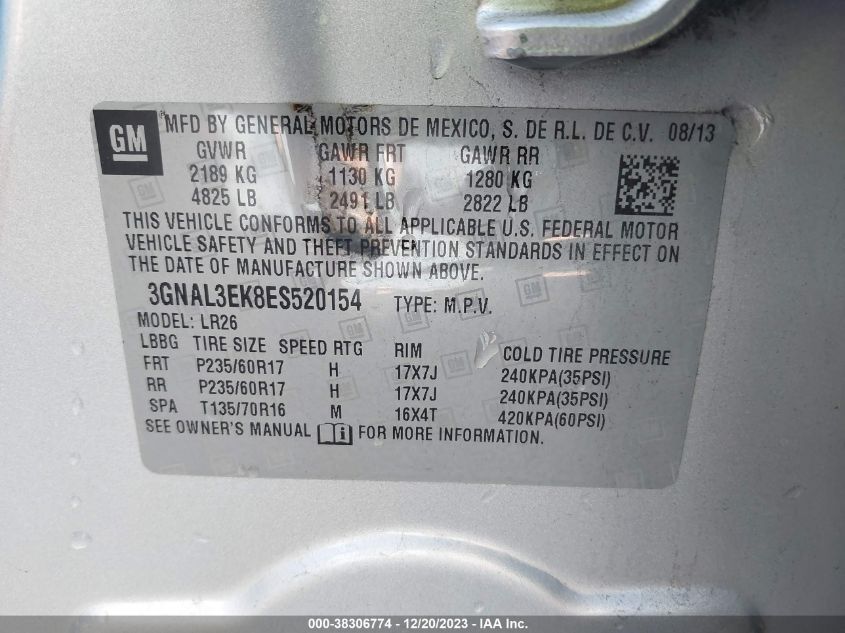 GM
MFD BY GENERAL MOTORS DE MEXICO, S. DE R.L. DE C.V. 08/13
GVWR GAWR FRT GAWR RR
2189 KG 1130 KG 1280 KG
4825 LB 2491 LB 2822 LB
THIS VEHICLE CONFORMS TO ALL APPLICABLE U.S. FEDERAL MOTOR
VEHICLE SAFETY AND THEFT PREVENTION STANDARDS IN EFFECT ON
THE DATE OF MANUFACTURE SHOWN ABOVE.
3GNAL3EK8ES520154 TYPE: M.P.V.
MODEL: LR26
LBBG TIRE SIZE SPEED RTG RIM COLD TIRE PRESSURE
FRT P235/60R17 H 17X7J 240KPA(35PSI)
RR P235/60R17 H 17X7J 240KPA(35PSI)
SPA T135/70R16 M 16X4T 420KPA(60PSI)
SEE OWNER'S MANUAL FOR MORE INFORMATION.
000-38306774 - 12/20/2023 - IAA Inc.